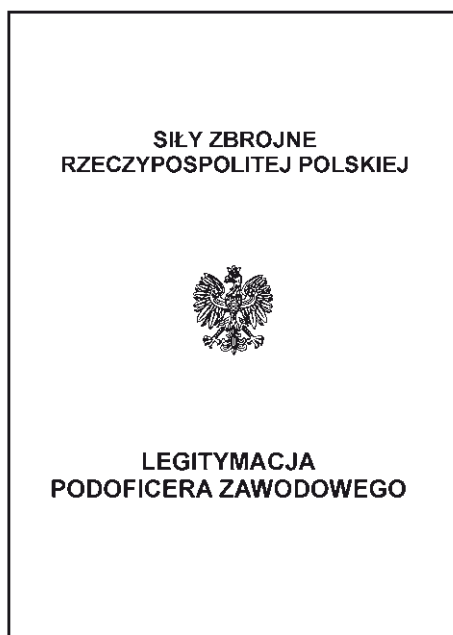 SIŁY ZBROJNE
RZECZYPOSPOLITEJ POLSKIEJ
LEGITYMACJA
PODOFICERA ZAWODOWEGO